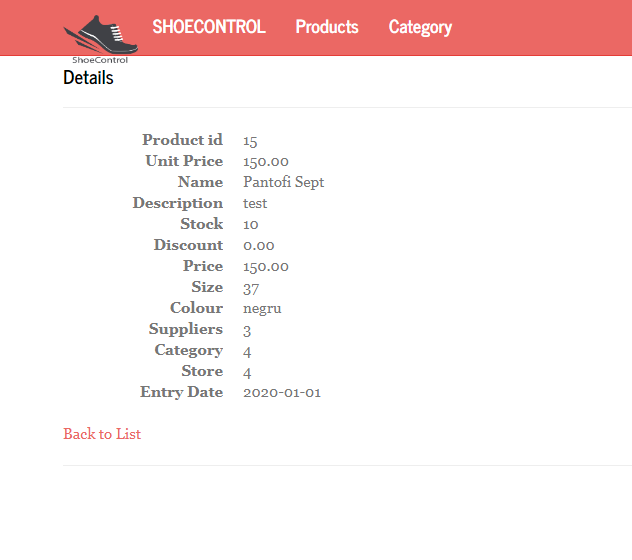 SHOECONTROL Products Category
ShoeControl
Details
Product id 15
Unit Price 150.00
Name Pantofi Sept
Description test
Stock 10
Discount 0.00
Price 150.00
Size 37
Colour negru
Suppliers 3
Category 4
Store 4
Entry Date 2020-01-01
Back to List